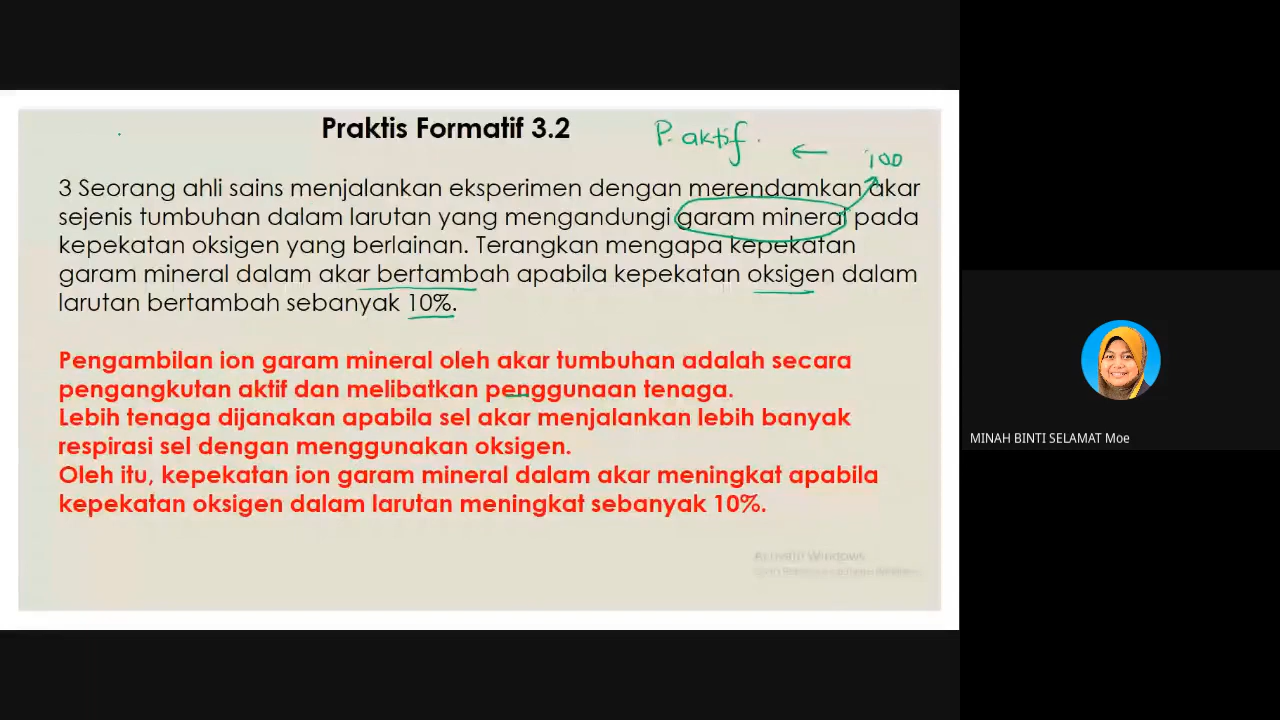 Praktis Formatif 3.2
P. aktif.
3 Seorang ahli sains menjalankan eksperimen dengan merendamkan akar
sejenis tumbuhan dalam larutan yang mengandungi garam mineral pada
kepekatan oksigen yang berlainan. Terangkan mengapa kepekatan
garam mineral dalam akar bertambah apabila kepekatan oksigen dalam
larutan bertambah sebanyak 10%.
Pengambilan ion garam mineral oleh akar tumbuhan adalah secara
pengangkutan aktif dan melibatkan penggunaan tenaga.
Lebih tenaga dijanakan apabila sel akar menjalankan lebih banyak
respirasi sel dengan menggunakan oksigen.
Oleh itu, kepekatan ion garam mineral dalam akar meningkat apabila
kepekatan oksigen dalam larutan meningkat sebanyak 10%.
Activate Windows
MINAH BINTI SELAMAT Moe